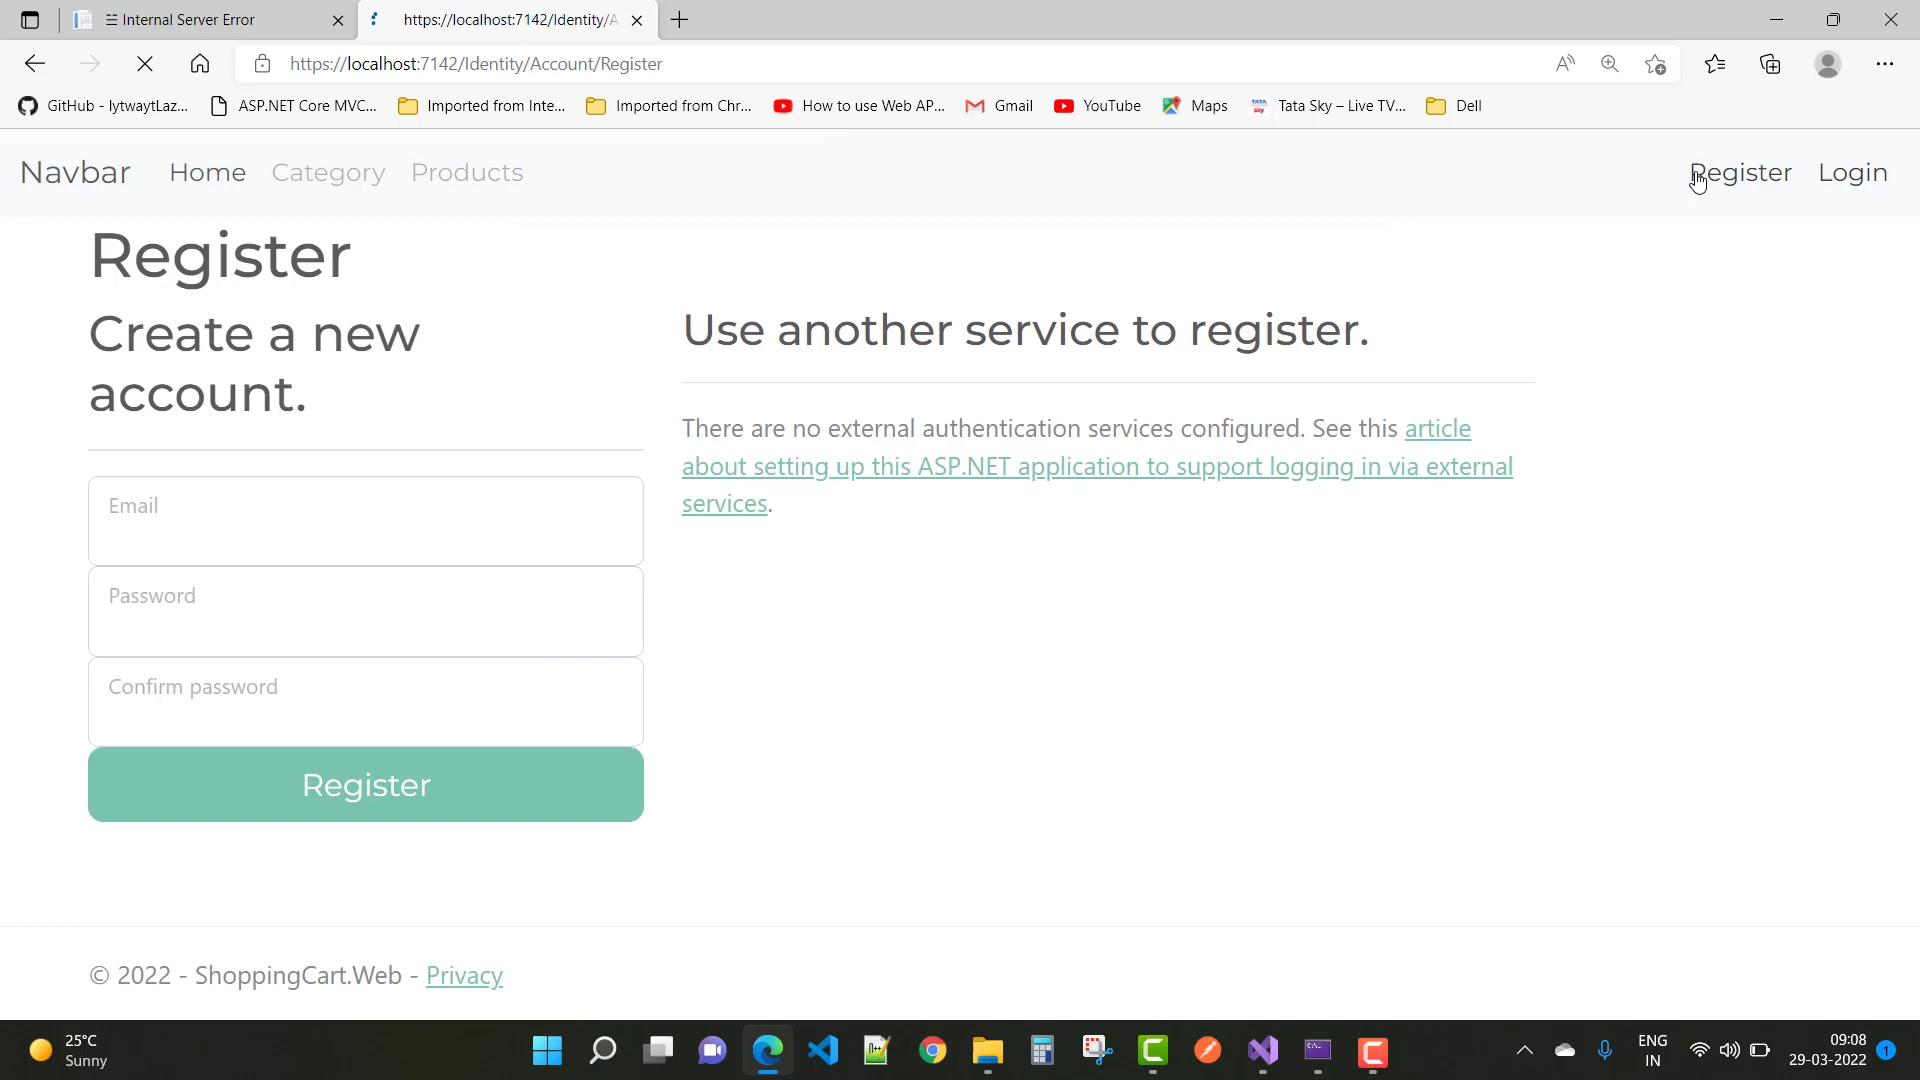 Internal Server Error
https://localhost:7142/Identity/A
https://localhost:7142/Identity/Account/Register
GitHub - lytwaytLaz...
ASP.NET Core MVC...
Imported from Inte...
Imported from Chr...
How to use Web AP...
Gmail
YouTube
Maps
TATA sky
Tata Sky – Live TV...
Dell
Navbar
Home
Category
Products
Register
Login
Register
Create a new
account.
Email
Password
Confirm password
Register
Use another service to register.
There are no external authentication services configured. See this article
about setting up this ASP.NET application to support logging in via external
services.
© 2022 - ShoppingCart.Web - Privacy
25°C
Sunny
ENG
IN
09:08
29-03-2022
1